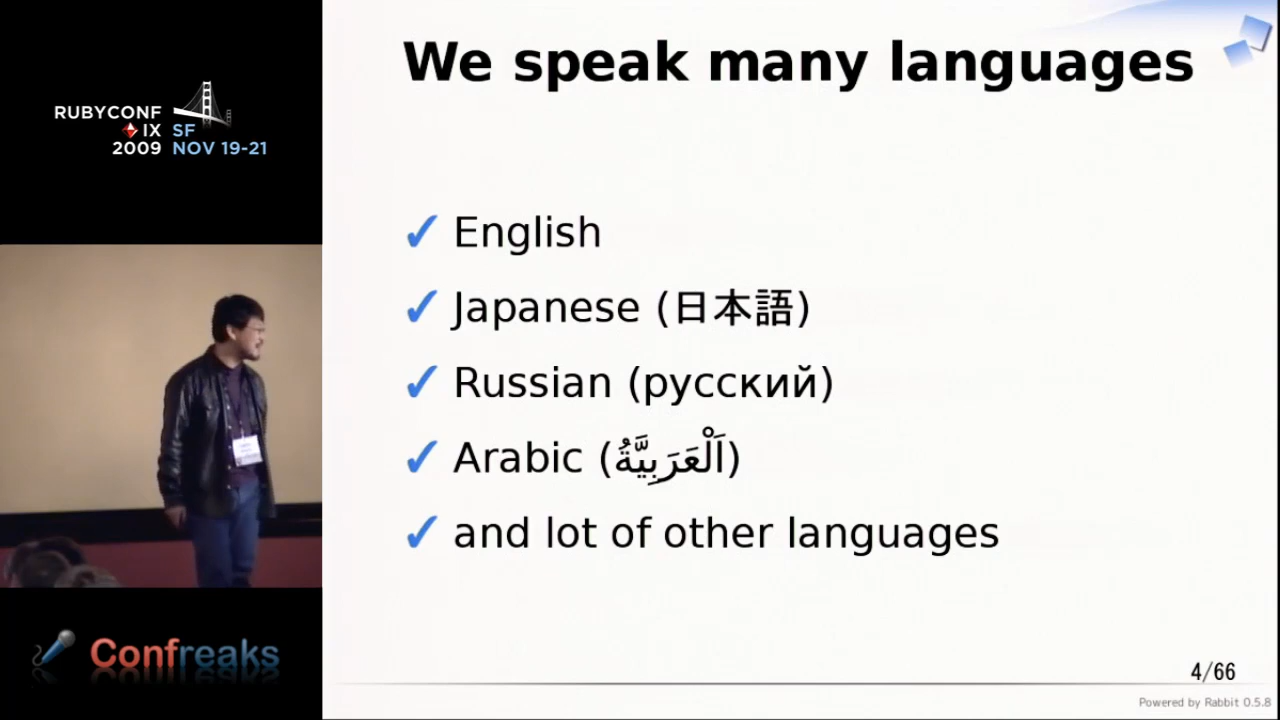 We speak many languages
RUBYCONF
IX SF
2009 NOV 19-21
✓ English
✓ Japanese (日本語)
✓ Russian (русский)
✓ Arabic (اَلْعَرَبِيَّةُ)
✓ and lot of other languages
Confreaks
4/66
Powered by Rabbit 0.5.8